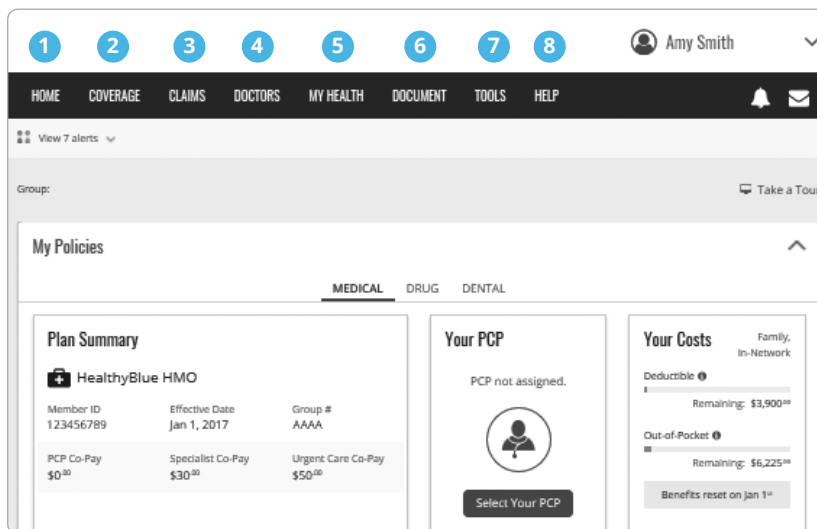 1 2 3 4 5 6 7 8 Amy Smith
HOME COVERAGE CLAIMS DOCTORS MY HEALTH DOCUMENT TOOLS HELP
View 7 alerts
Group: Take a Tour
My Policies
MEDICAL DRUG DENTAL
Plan Summary
HealthyBlue HMO
Member ID Effective Date Group #
123456789 Jan 1, 2017 AAAA
PCP Co-Pay Specialist Co-Pay Urgent Care Co-Pay
$0.00 $30.00 $50.00
Your PCP
PCP not assigned.
Select Your PCP
Your Costs
Family,
In-Network
Deductible
Remaining: $3,900.00
Out-of-Pocket
Remaining: $6,225.00
Benefits reset on Jan 1st